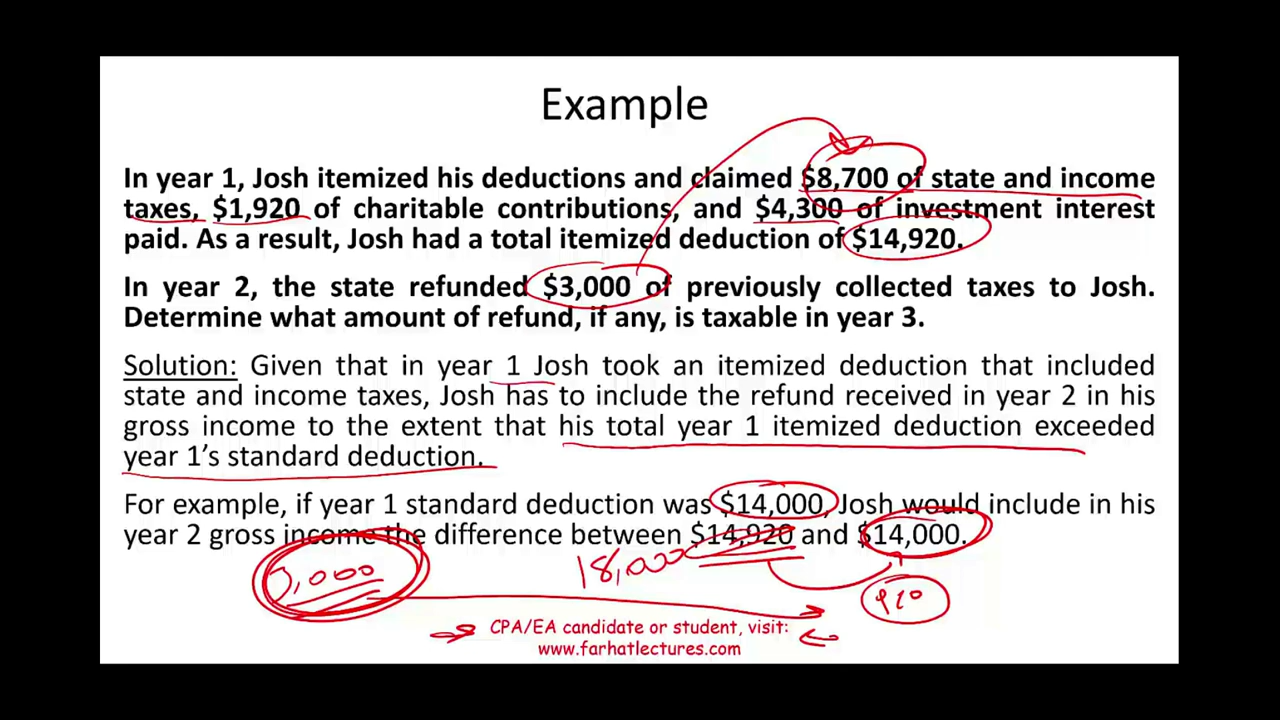 Example
In year 1, Josh itemized his deductions and claimed $8,700 of state and income
taxes, $1,920 of charitable contributions, and $4,300 of investment interest
paid. As a result, Josh had a total itemized deduction of $14,920.
In year 2, the state refunded $3,000 of previously collected taxes to Josh.
Determine what amount of refund, if any, is taxable in year 3.
Solution: Given that in year 1 Josh took an itemized deduction that included
state and income taxes, Josh has to include the refund received in year 2 in his
gross income to the extent that his total year 1 itemized deduction exceeded
year 1's standard deduction.
For example, if year 1 standard deduction was $14,000, Josh would include in his
year 2 gross income the difference between $14,920 and $14,000.
18,000
3,000
920
CPA/EA candidate or student, visit:
www.farhatlectures.com